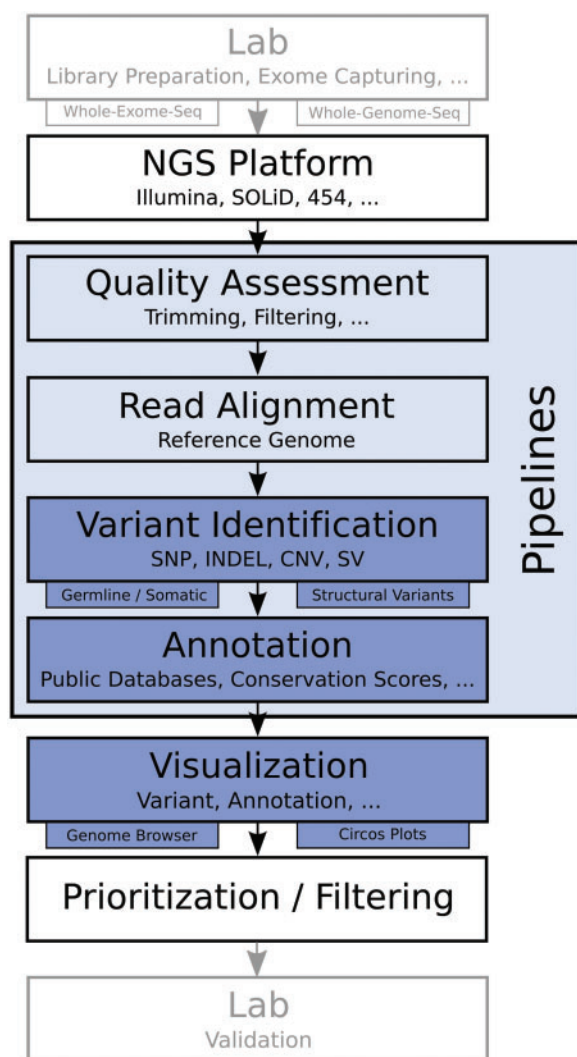 Lab
Library Preparation, Exome Capturing, ...
Whole-Exome-Seq
Whole-Genome-Seq
NGS Platform
Illumina, SOLiD, 454, ...
Quality Assessment
Trimming, Filtering, ...
Read Alignment
Reference Genome
Variant Identification
SNP, INDEL, CNV, SV
Germline / Somatic
Structural Variants
Annotation
Public Databases, Conservation Scores, ...
Pipelines
Visualization
Variant, Annotation, ...
Genome Browser
Circos Plots
Prioritization / Filtering
Lab
Validation